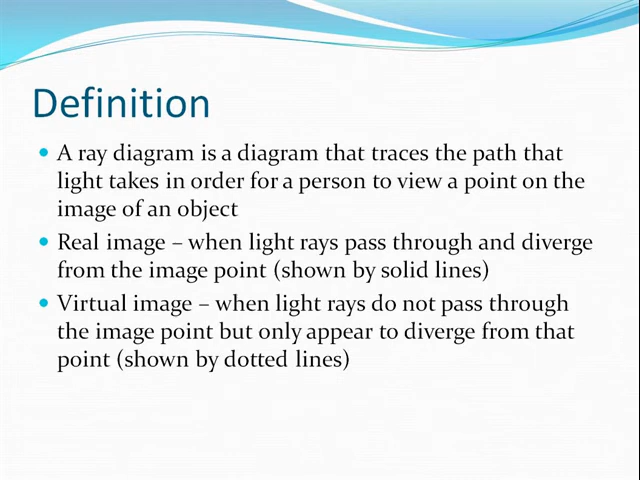 Definition
A ray diagram is a diagram that traces the path that
light takes in order for a person to view a point on the
image of an object
Real image – when light rays pass through and diverge
from the image point (shown by solid lines)
Virtual image – when light rays do not pass through
the image point but only appear to diverge from that
point (shown by dotted lines)